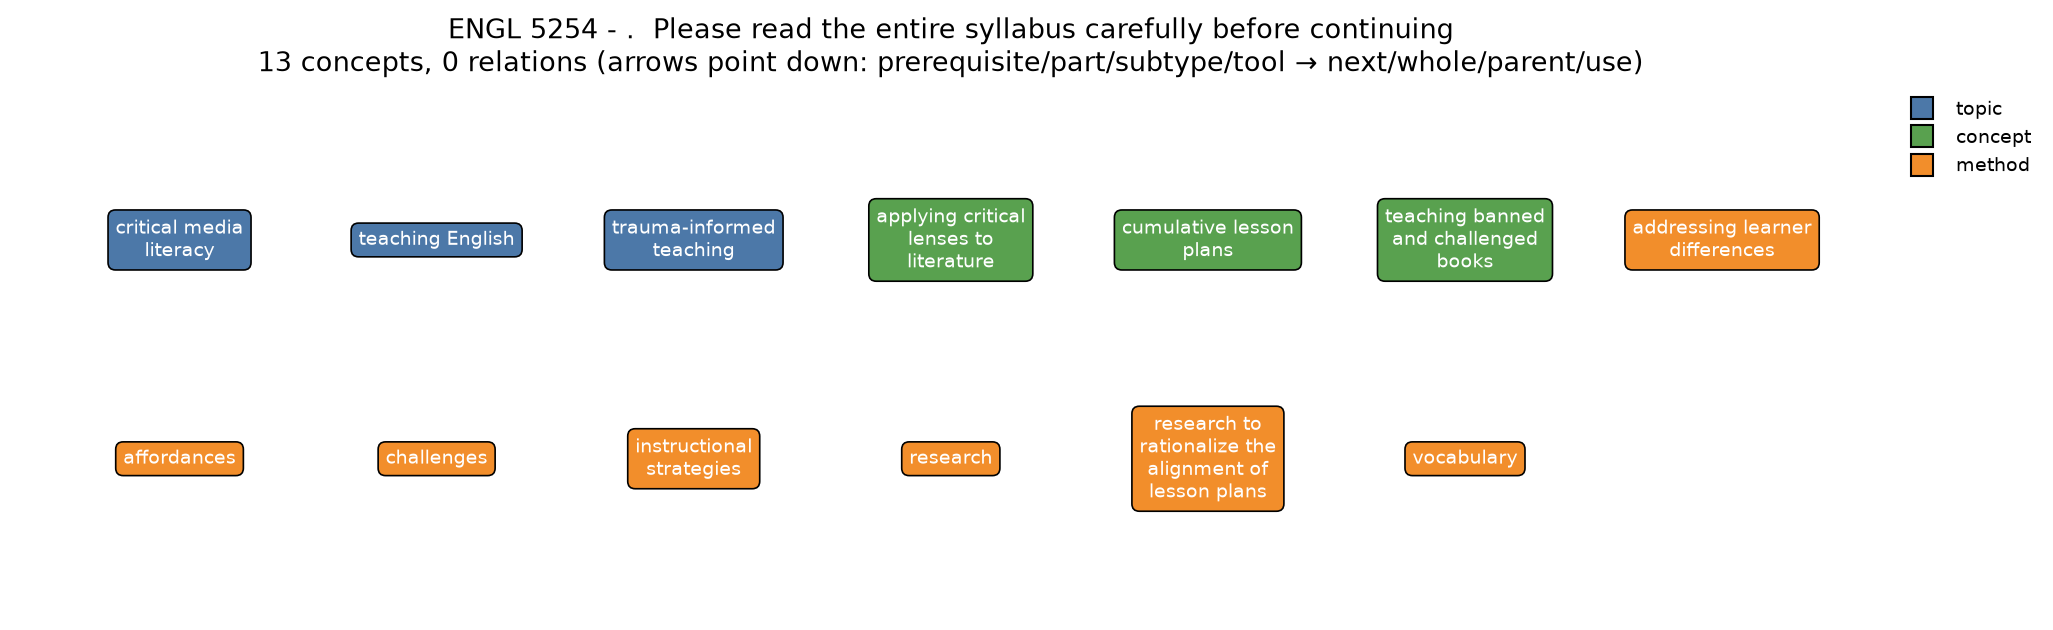 ENGL 5254 - .  Please read the entire syllabus carefully before continuing
13 concepts, 0 relations (arrows point down: prerequisite/part/subtype/tool → next/whole/parent/use)
topic
concept
method
critical media
literacy
teaching English
trauma-informed
teaching
applying critical
lenses to
literature
cumulative lesson
plans
teaching banned
and challenged
books
addressing learner
differences
affordances
challenges
instructional
strategies
research
research to
rationalize the
alignment of
lesson plans
vocabulary